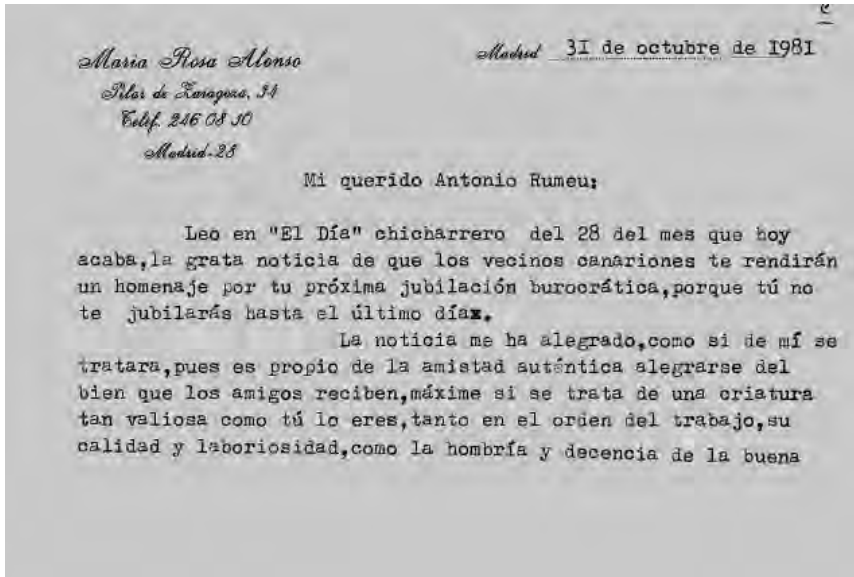 c
Maria Rosa Alonso
Madrid 3I de octubre de I98I
Pilar de Zaragoza, 34
Teléf. 246 08 30
Madrid-28
Mi querido Antonio Rumeu:
Leo en "El Día" chicharrero del 28 del mes que hoy
acaba,la grata noticia de que los vecinos canariones te rendirán
un homenaje por tu próxima jubilación burocrática,porque tú no
te jubilarás hasta el último díax.
La noticia me ha alegrado,como si de mí se
tratara,pues es propio de la amistad auténtica alegrarse del
bien que los amigos reciben,máxime si se trata de una criatura
tan valiosa como tú lo eres,tanto en el orden del trabajo,su
calidad y laboriosidad,como la hombría y decencia de la buena